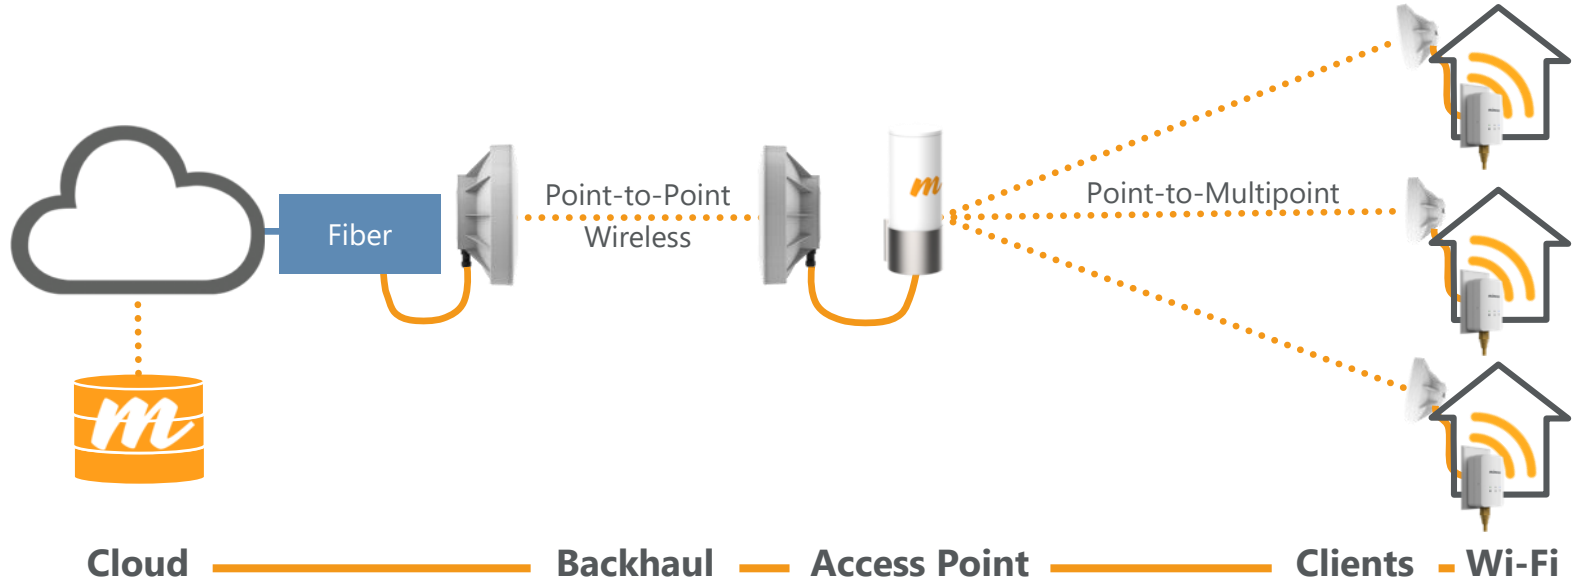 Point-to-Point
Wireless
Point-to-Multipoint
Fiber
m
m
Cloud
Backhaul
Access Point
Clients
Wi-Fi